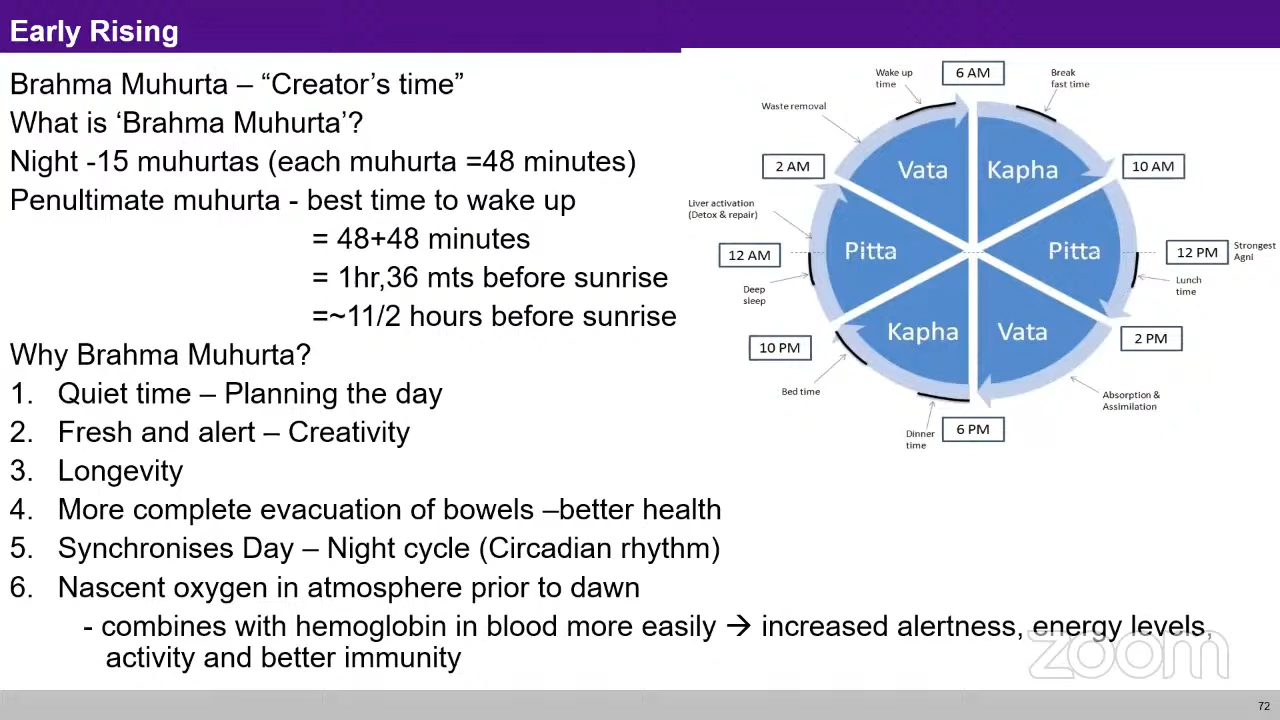 Early Rising
Brahma Muhurta – “Creator’s time”
What is ‘Brahma Muhurta’?
Night -15 muhurtas (each muhurta =48 minutes)
Penultimate muhurta - best time to wake up
= 48+48 minutes
= 1hr,36 mts before sunrise
=~11/2 hours before sunrise
Why Brahma Muhurta?
1. Quiet time – Planning the day
2. Fresh and alert – Creativity
3. Longevity
4. More complete evacuation of bowels –better health
5. Synchronises Day – Night cycle (Circadian rhythm)
6. Nascent oxygen in atmosphere prior to dawn
- combines with hemoglobin in blood more easily → increased alertness, energy levels,
activity and better immunity
6 AM
Wake up
time
Break
fast time
Waste removal
Vata
Kapha
2 AM
10 AM
Liver activation
(Detox & repair)
Pitta
Pitta
12 AM
12 PM
Strongest
AgnI
Deep
sleep
Lunch
time
Kapha
Vata
10 PM
2 PM
Bed time
Absorption &
Assimilation
Dinner
time
6 PM
zoom
72